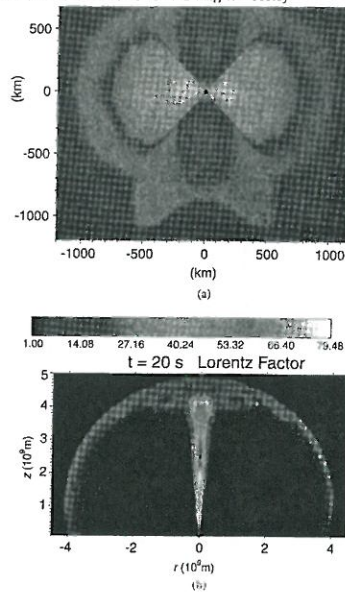 500
0
-500
-1000
(km)
-1000 -500 0 500 1000
(km)
(a)
1.00 14.08 27.16 40.24 53.32 66.40 79.48
t = 20 s Lorentz Factor
5
4
3
2
1
z (10⁹m)
-4 -2 0 2 4
r (10⁹m)
(b)